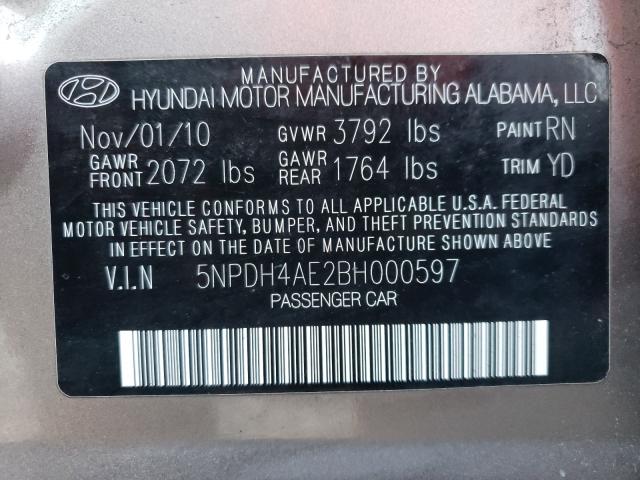 MANUFACTURED BY
HYUNDAI MOTOR MANUFACTURING ALABAMA, LLC
Nov/01/10 GVWR 3792 lbs PAINT RN
GAWR FRONT 2072 lbs GAWR REAR 1764 lbs TRIM YD
THIS VEHICLE CONFORMS TO ALL APPLICABLE U.S.A. FEDERAL
MOTOR VEHICLE SAFETY, BUMPER, AND THEFT PREVENTION STANDARDS
IN EFFECT ON THE DATE OF MANUFACTURE SHOWN ABOVE
V.I.N 5NPDH4AE2BH000597
PASSENGER CAR